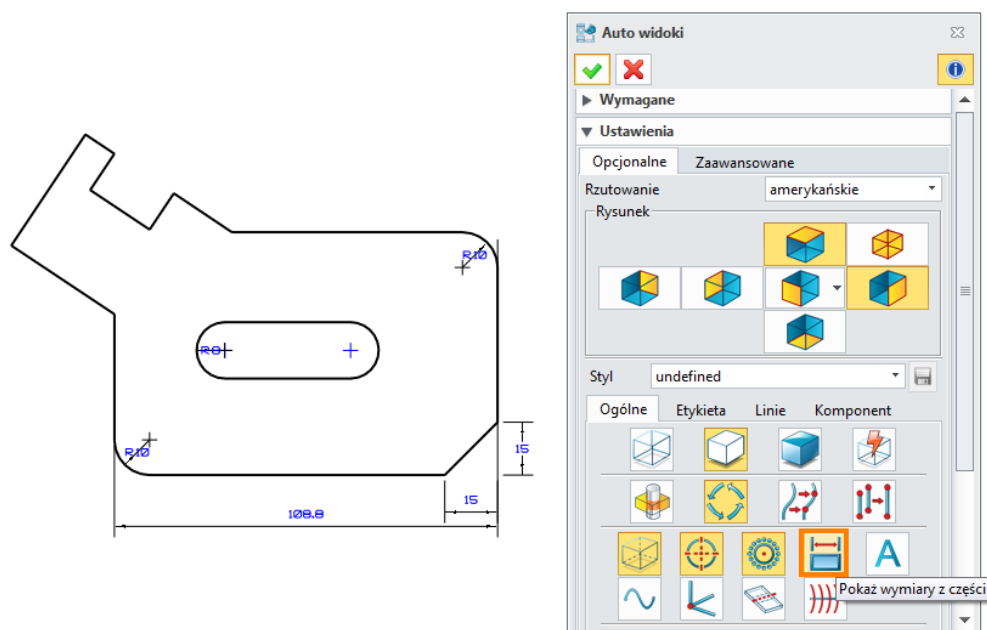 Auto widoki
Wymagane
Ustawienia
Opcjonalne Zaawansowane
Rzutowanie amerykańskie
Rysunek
Styl undefined
Ogólne Etykieta Linie Komponent
A
Pokaż wymiary z części
R10
R8
R10
15
15
108.8